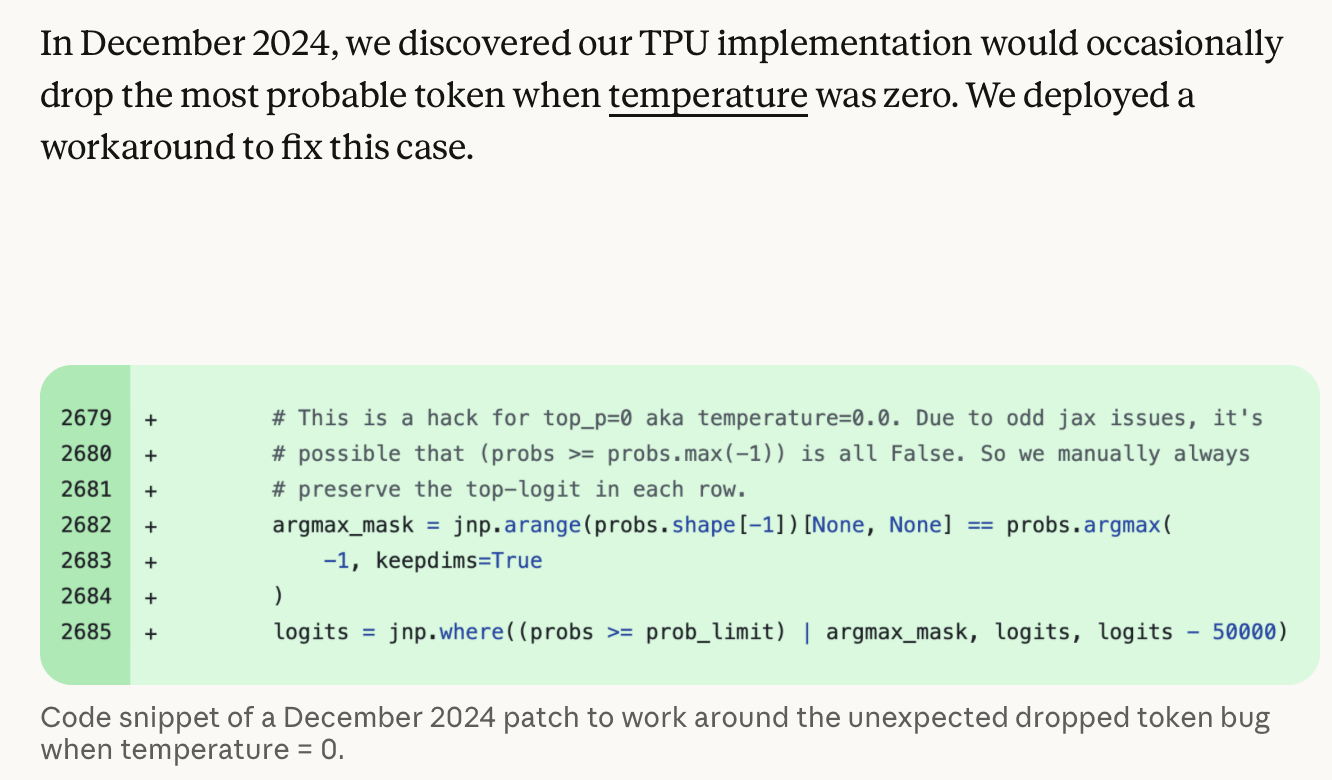 In December 2024, we discovered our TPU implementation would occasionally
drop the most probable token when temperature was zero. We deployed a
workaround to fix this case.
2679 + # This is a hack for top_p=0 aka temperature=0.0. Due to odd jax issues, it's
2680 + # possible that (probs >= probs.max(-1)) is all False. So we manually always
2681 + # preserve the top-logit in each row.
2682 + argmax_mask = jnp.arange(probs.shape[-1])[None, None] == probs.argmax(
2683 + -1, keepdims=True
2684 + )
2685 + logits = jnp.where((probs >= prob_limit) | argmax_mask, logits, logits - 50000)
Code snippet of a December 2024 patch to work around the unexpected dropped token bug
when temperature = 0.